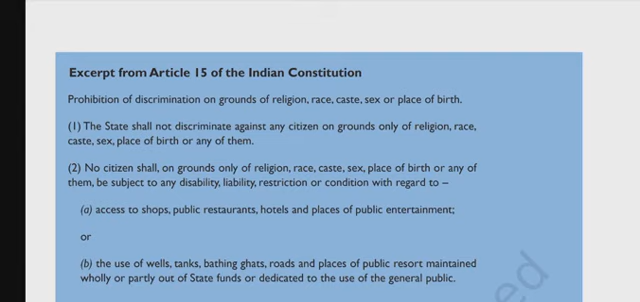 Excerpt from Article 15 of the Indian Constitution
Prohibition of discrimination on grounds of religion, race, caste, sex or place of birth.
(1) The State shall not discriminate against any citizen on grounds only of religion, race,
caste, sex, place of birth or any of them.
(2) No citizen shall, on grounds only of religion, race, caste, sex, place of birth or any of
them, be subject to any disability, liability, restriction or condition with regard to –
(a) access to shops, public restaurants, hotels and places of public entertainment;
or
(b) the use of wells, tanks, bathing ghats, roads and places of public resort maintained
wholly or partly out of State funds or dedicated to the use of the general public.